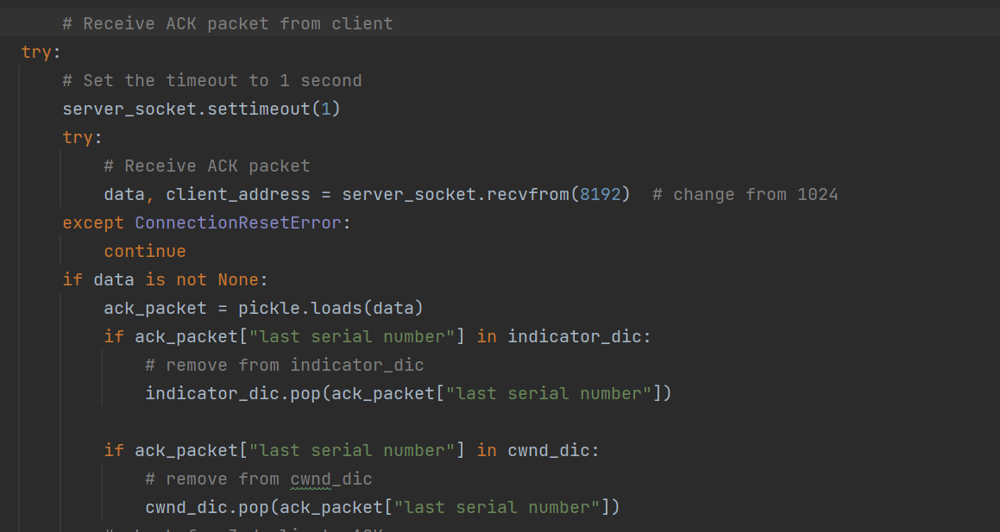 # Receive ACK packet from client
try:
# Set the timeout to 1 second
server_socket.settimeout(1)
try:
# Receive ACK packet
data, client_address = server_socket.recvfrom(8192)  # change from 1024
except ConnectionResetError:
continue
if data is not None:
ack_packet = pickle.loads(data)
if ack_packet["last serial number"] in indicator_dic:
# remove from indicator_dic
indicator_dic.pop(ack_packet["last serial number"])
if ack_packet["last serial number"] in cwnd_dic:
# remove from cwnd_dic
cwnd_dic.pop(ack_packet["last serial number"])